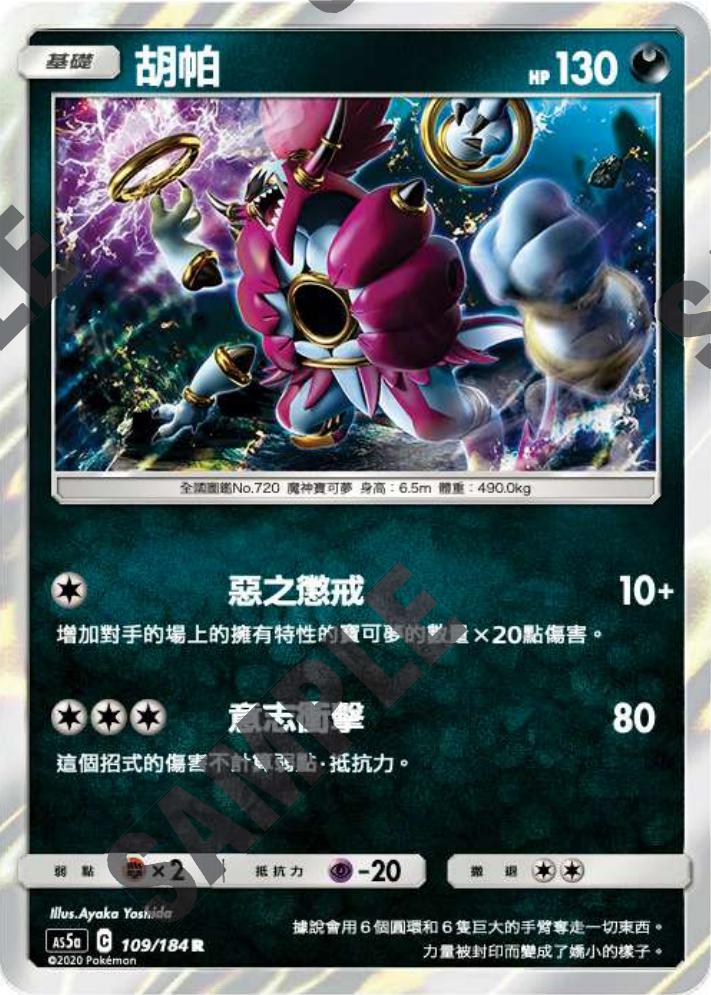 基礎 胡帕 HP 130
全國圖鑑No.720 魔神寶可夢 身高：6.5m 體重：490.0kg
惡之懲戒 10+
增加對手的場上的擁有特性的寶可夢的數量×20點傷害。
意志衝擊 80
這個招式的傷害不計算弱點·抵抗力。
弱點 ×2 抵抗力 -20 撤退
Illus.Ayaka Yoshida
據說會用6個圓環和6隻巨大的手臂奪走一切東西。
AS5a C 109/184 R
力量被封印而變成了嬌小的樣子。
©2020 Pokémon
SAMPLE